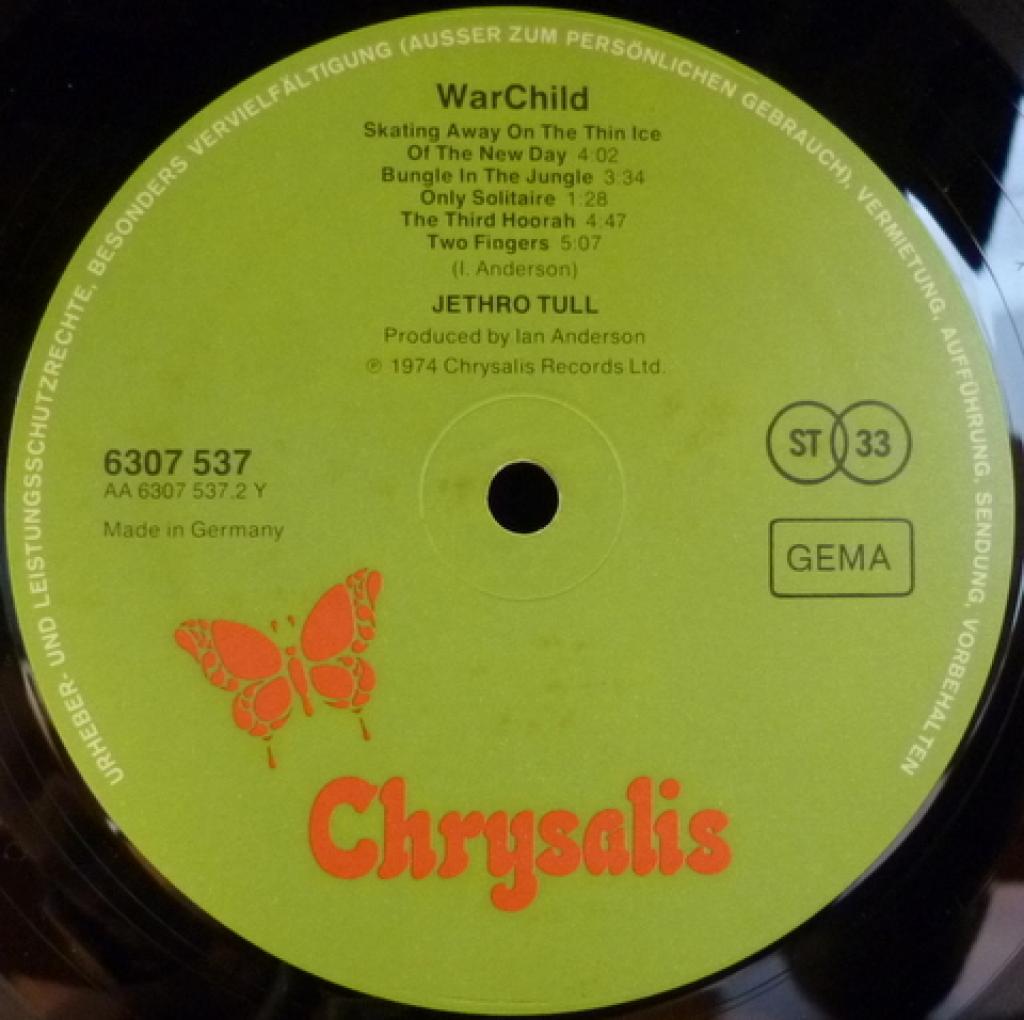 URHEBER- UND LEISTUNGSSCHUTZRECHTE, BESONDERS VERVIELFÄLTIGUNG (AUSSER ZUM PERSÖNLICHEN GEBRAUCH), VERMIETUNG, AUFFÜHRUNG, SENDUNG, VORBEHALTEN
WarChild
Skating Away On The Thin Ice
Of The New Day 4:02
Bungle In The Jungle 3:34
Only Solitaire 1:28
The Third Hoorah 4:47
Two Fingers 5:07
(I. Anderson)
JETHRO TULL
Produced by Ian Anderson
℗ 1974 Chrysalis Records Ltd.
6307 537
AA 6307 537.2 Y
Made in Germany
ST 33
GEMA
Chrysalis